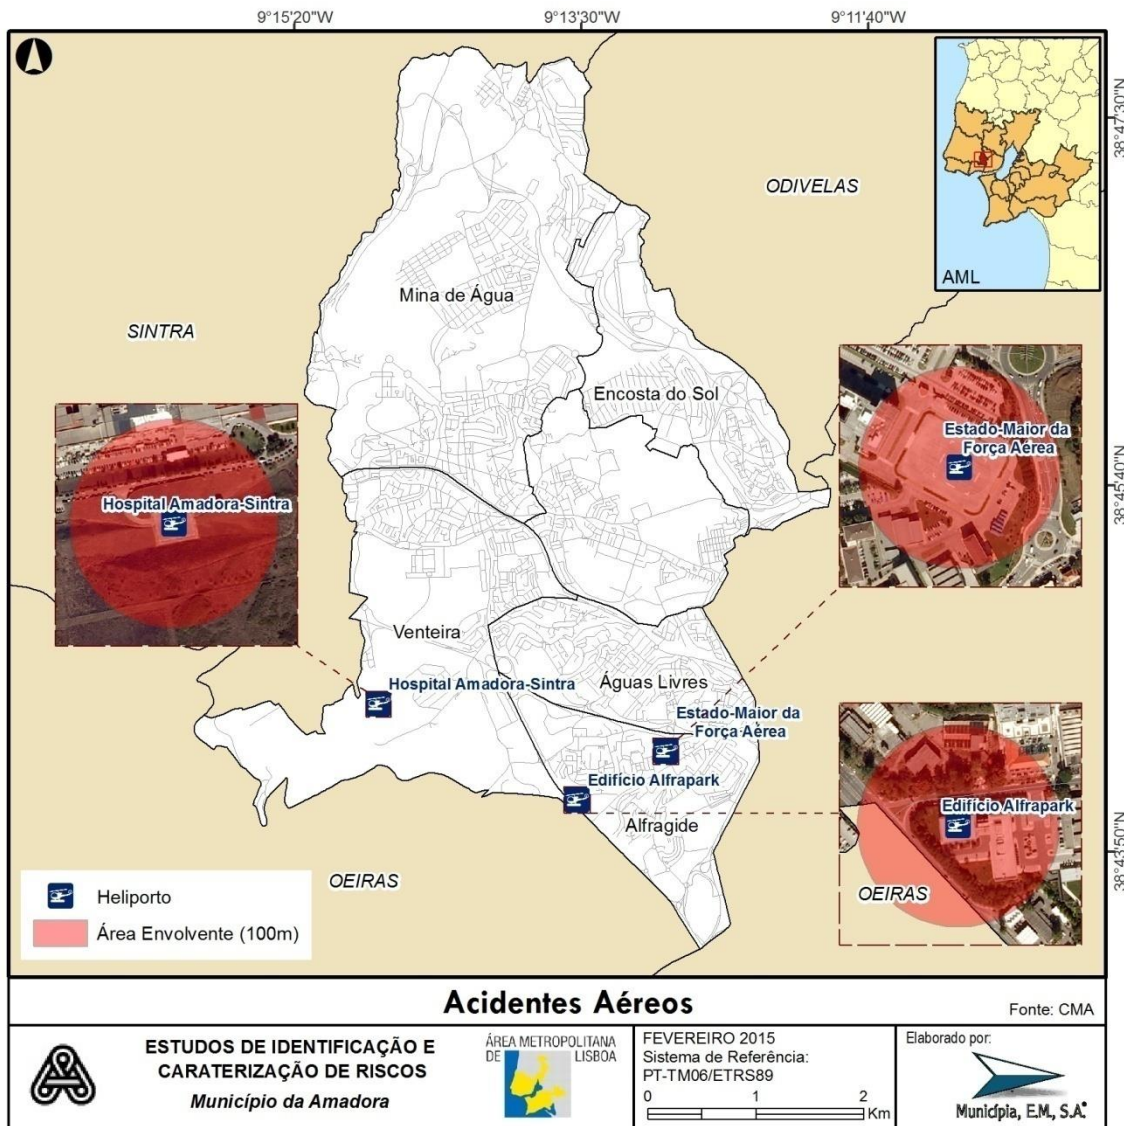 9°15'20"W
9°13'30"W
9°11'40"W
38°47'30"N
38°45'40"N
38°43'50"N
AML
ODIVELAS
SINTRA
Mina de Água
Encosta do Sol
Estado-Maior da
Força Aérea
Hospital Amadora-Sintra
Venteira
Hospital Amadora-Sintra
Águas Livres
Estado-Maior da
Força Aérea
Edifício Alfrapark
Alfragide
Edifício Alfrapark
OEIRAS
OEIRAS
Heliporto
Área Envolvente (100m)
Acidentes Aéreos
Fonte: CMA
ESTUDOS DE IDENTIFICAÇÃO E
CARATERIZAÇÃO DE RISCOS
Município da Amadora
ÁREA METROPOLITANA
DE LISBOA
FEVEREIRO 2015
Sistema de Referência:
PT-TM06/ETRS89
0 1 2
Km
Elaborado por:
Municípia, E.M., S.A.